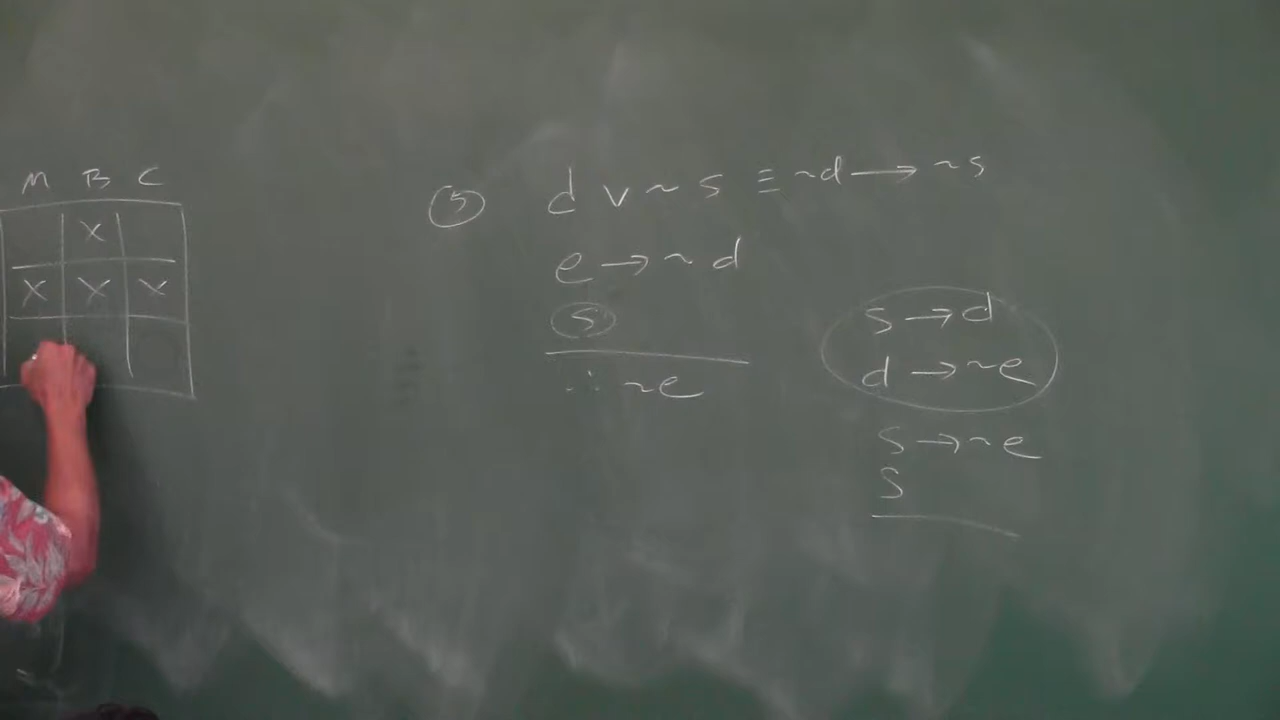 M B C
X
X X X
⑤ d ∨ ~ s ≡ ~d → ~s
e → ~ d
s
∴ ~e
s → d
d → ~e
s → ~e
s